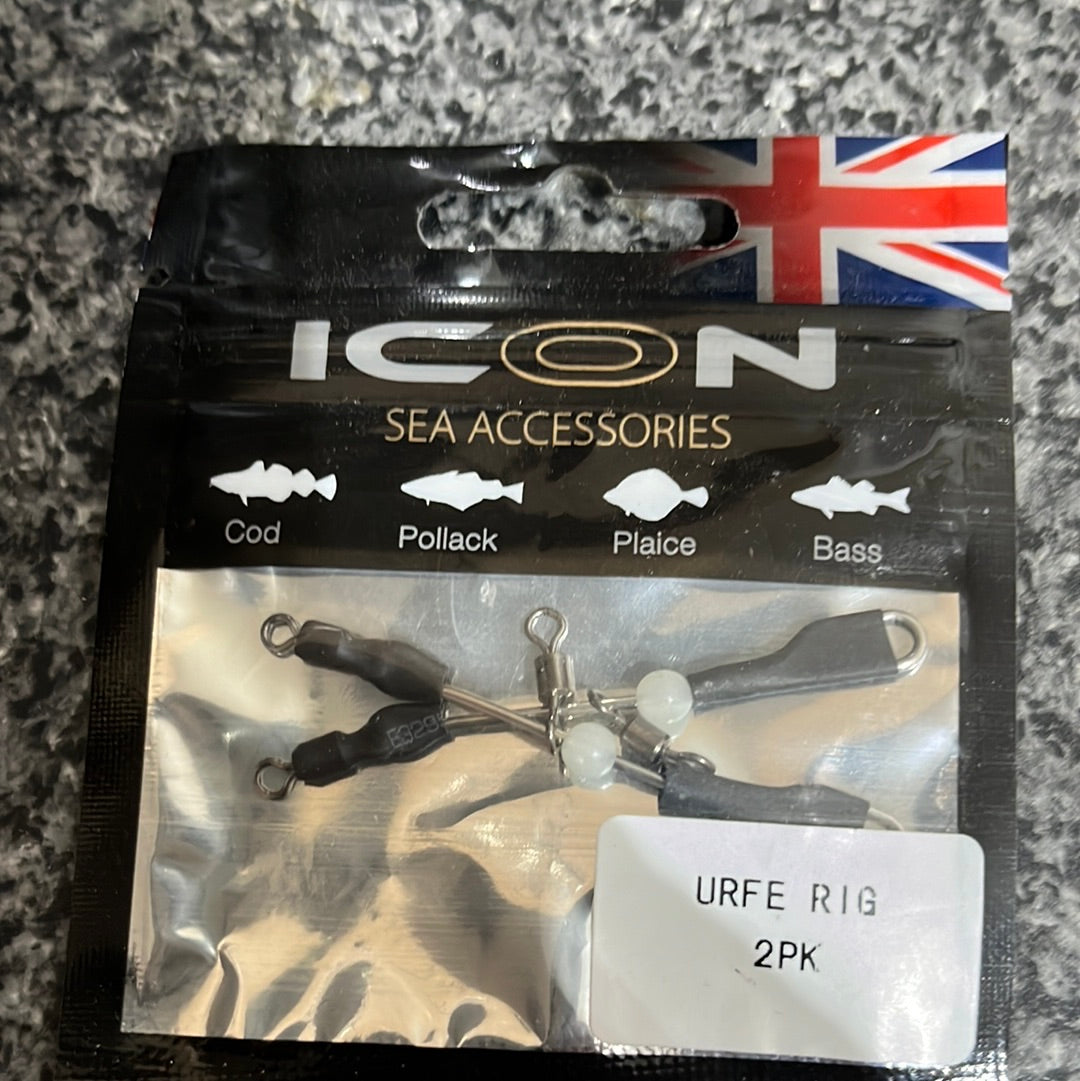 ICON
SEA ACCESSORIES
Cod Pollack Plaice Bass
URFE RIG
2PK